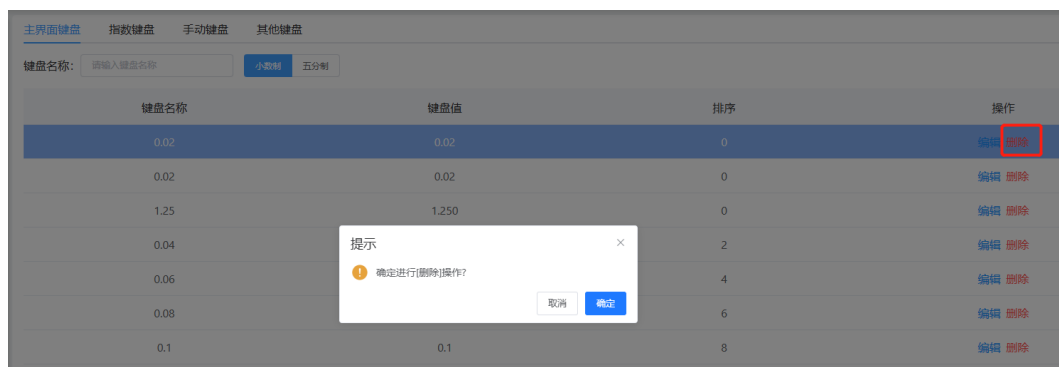 主界面键盘 指数键盘 手动键盘 其他键盘
键盘名称: 请输入键盘名称 小数制 五分制
键盘名称 键盘值 排序 操作
0.02 0.02 0 编辑 删除
0.02 0.02 0 编辑 删除
1.25 1.250 0 编辑 删除
0.04 2 编辑 删除
0.06 4 编辑 删除
0.08 6 编辑 删除
0.1 0.1 8 编辑 删除
提示 ×
确定进行[删除]操作?
取消 确定